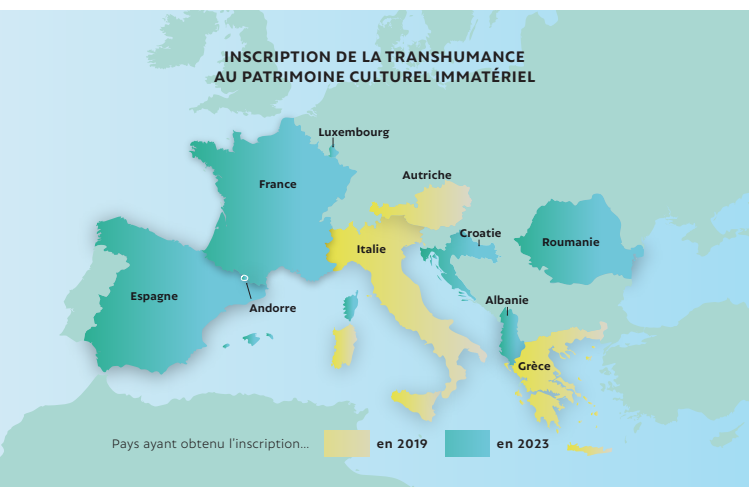 INSCRIPTION DE LA TRANSHUMANCE
AU PATRIMOINE CULTUREL IMMATÉRIEL
Luxembourg
Autriche
France
Croatie
Roumanie
Italie
Espagne
Andorre
Albanie
Grèce
Pays ayant obtenu l'inscription... en 2019 en 2023